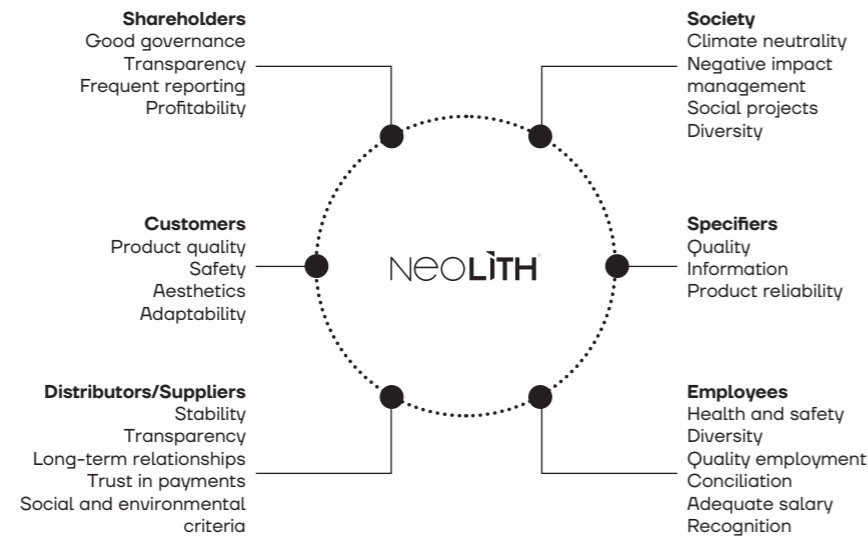 Shareholders
Good governance
Transparency
Frequent reporting
Profitability
Society
Climate neutrality
Negative impact
management
Social projects
Diversity
Customers
Product quality
Safety
Aesthetics
Adaptability
NEOLITH
Specifiers
Quality
Information
Product reliability
Distributors/Suppliers
Stability
Transparency
Long-term relationships
Trust in payments
Social and environmental
criteria
Employees
Health and safety
Diversity
Quality employment
Conciliation
Adequate salary
Recognition